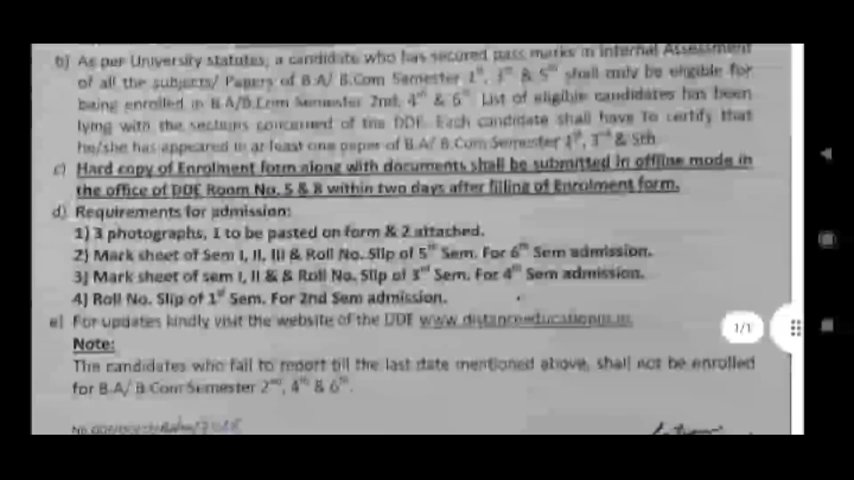 b) As per University statutes, a candidate who has secured pass marks in Internal Assessment
of all the subjects/ Papers of B.A/ B.Com Semester 1st, 3rd & 5th shall only be eligible for
being enrolled in B.A/B.Com Semester 2nd, 4th & 6th. List of eligible candidates has been
lying with the sections concerned of the DDE. Each candidate shall have to certify that
he/she has appeared in at least one paper of B.A/ B.Com Semester 1st, 3rd & 5th
c) Hard copy of Enrolment form along with documents shall be submitted in offline mode in
the office of DDE Room No. 5 & 8 within two days after filling of Enrolment form.
d) Requirements for admission:
1) 3 photographs, 1 to be pasted on form & 2 attached.
2) Mark sheet of Sem I, II, III & Roll No. Slip of 5th Sem. For 6th Sem admission.
3) Mark sheet of sem I, II & & Roll No. Slip of 3rd Sem. For 4th Sem admission.
4) Roll No. Slip of 1st Sem. For 2nd Sem admission.
e) For updates kindly visit the website of the DDE
1/1
Note:
The candidates who fail to report till the last date mentioned above, shall not be enrolled
for B.A/ B.Com Semester 2nd, 4th & 6th.